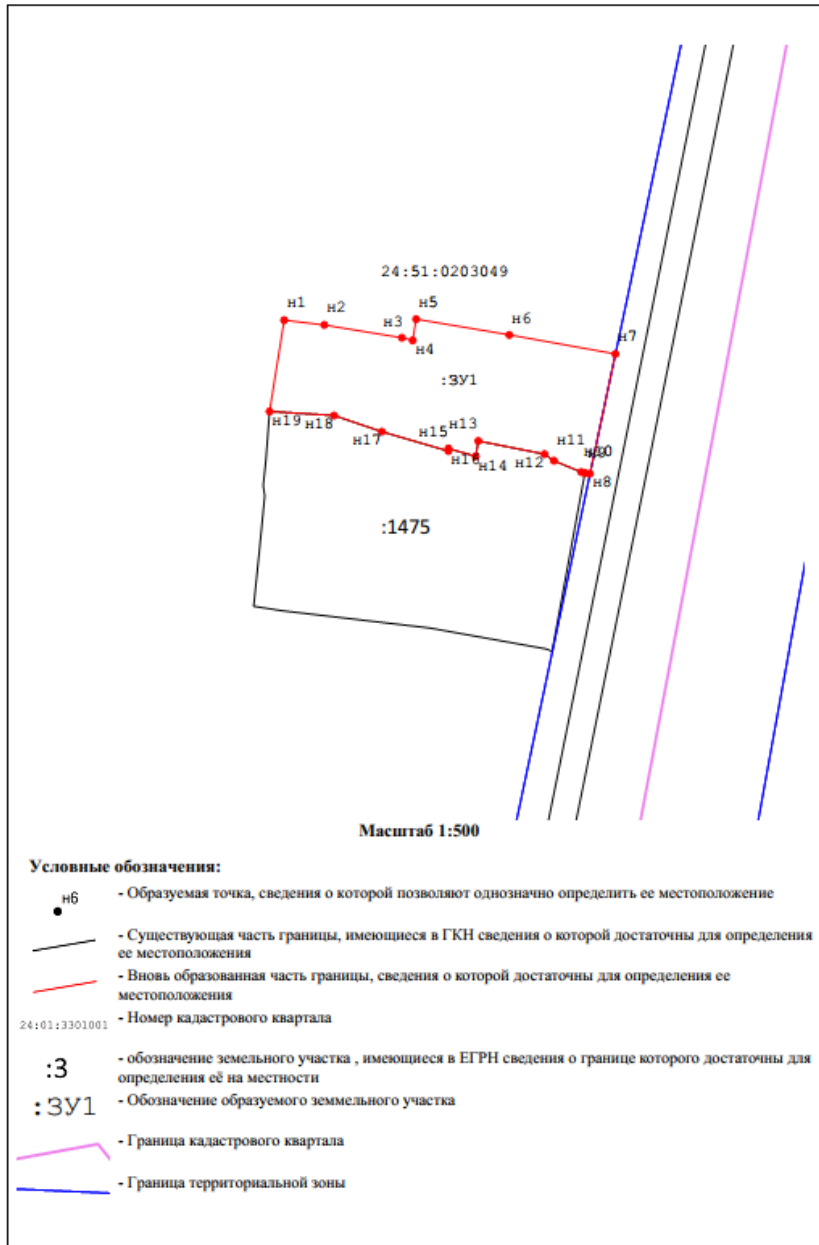 24:51:0203049
н1
н2
н3
н4
н5
н6
н7
:ЗУ1
н19
н18
н17
н15
н16
н13
н14
н12
н11
н10
н8
:1475
Масштаб 1:500
Условные обозначения:
н6
- Образуемая точка, сведения о которой позволяют однозначно определить ее местоположение
- Существующая часть границы, имеющиеся в ГКН сведения о которой достаточны для определения
ее местоположения
- Вновь образованная часть границы, сведения о которой достаточны для определения ее
местоположения
24:01:3301001
- Номер кадастрового квартала
:3
- обозначение земельного участка , имеющиеся в ЕГРН сведения о границе которого достаточны для
определения её на местности
:ЗУ1
- Обозначение образуемогоземмельного участка
- Граница кадастрового квартала
- Граница территориальной зоны